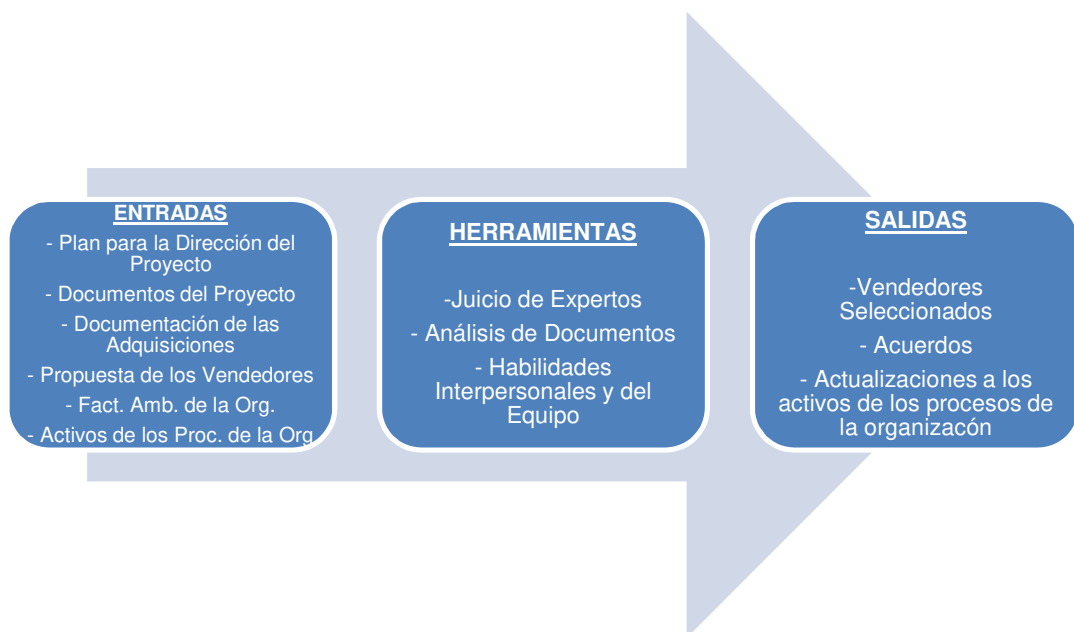 ENTRADAS
- Plan para la Dirección del
Proyecto
- Documentos del Proyecto
- Documentación de las
Adquisiciones
- Propuesta de los Vendedores
- Fact. Amb. de la Org.
- Activos de los Proc. de la Org
HERRAMIENTAS
-Juicio de Expertos
- Análisis de Documentos
- Habilidades
Interpersonales y del
Equipo
SALIDAS
-Vendedores
Seleccionados
- Acuerdos
- Actualizaciones a los
activos de los procesos de
la organizacón